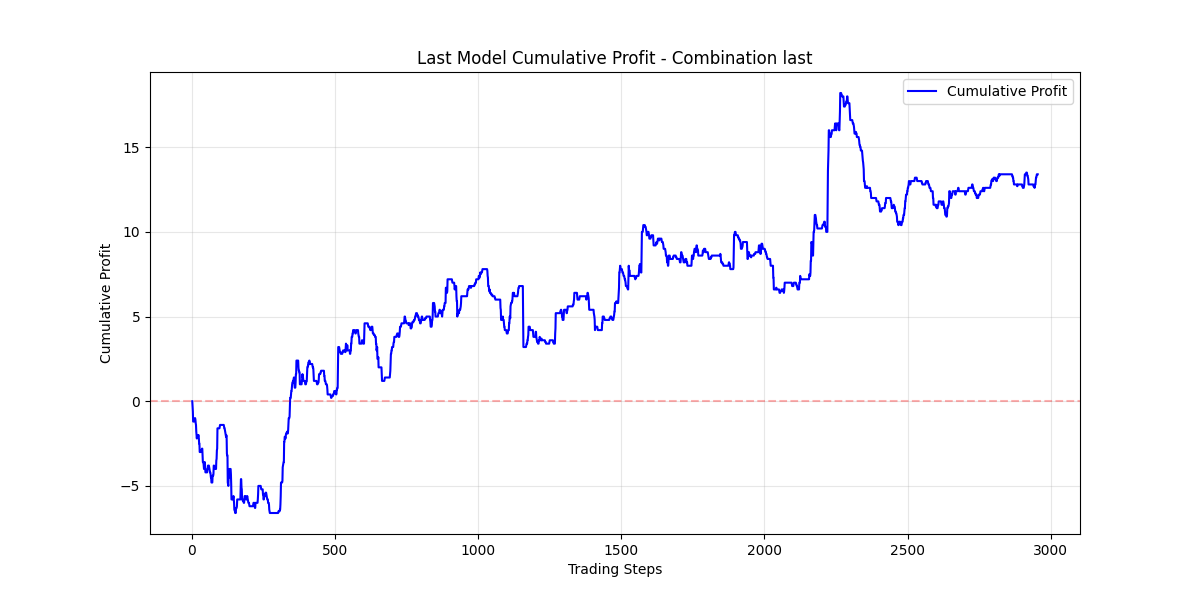 Last Model Cumulative Profit - Combination last
Cumulative Profit
15
10
5
0
−5
Cumulative Profit
0 500 1000 1500 2000 2500 3000
Trading Steps